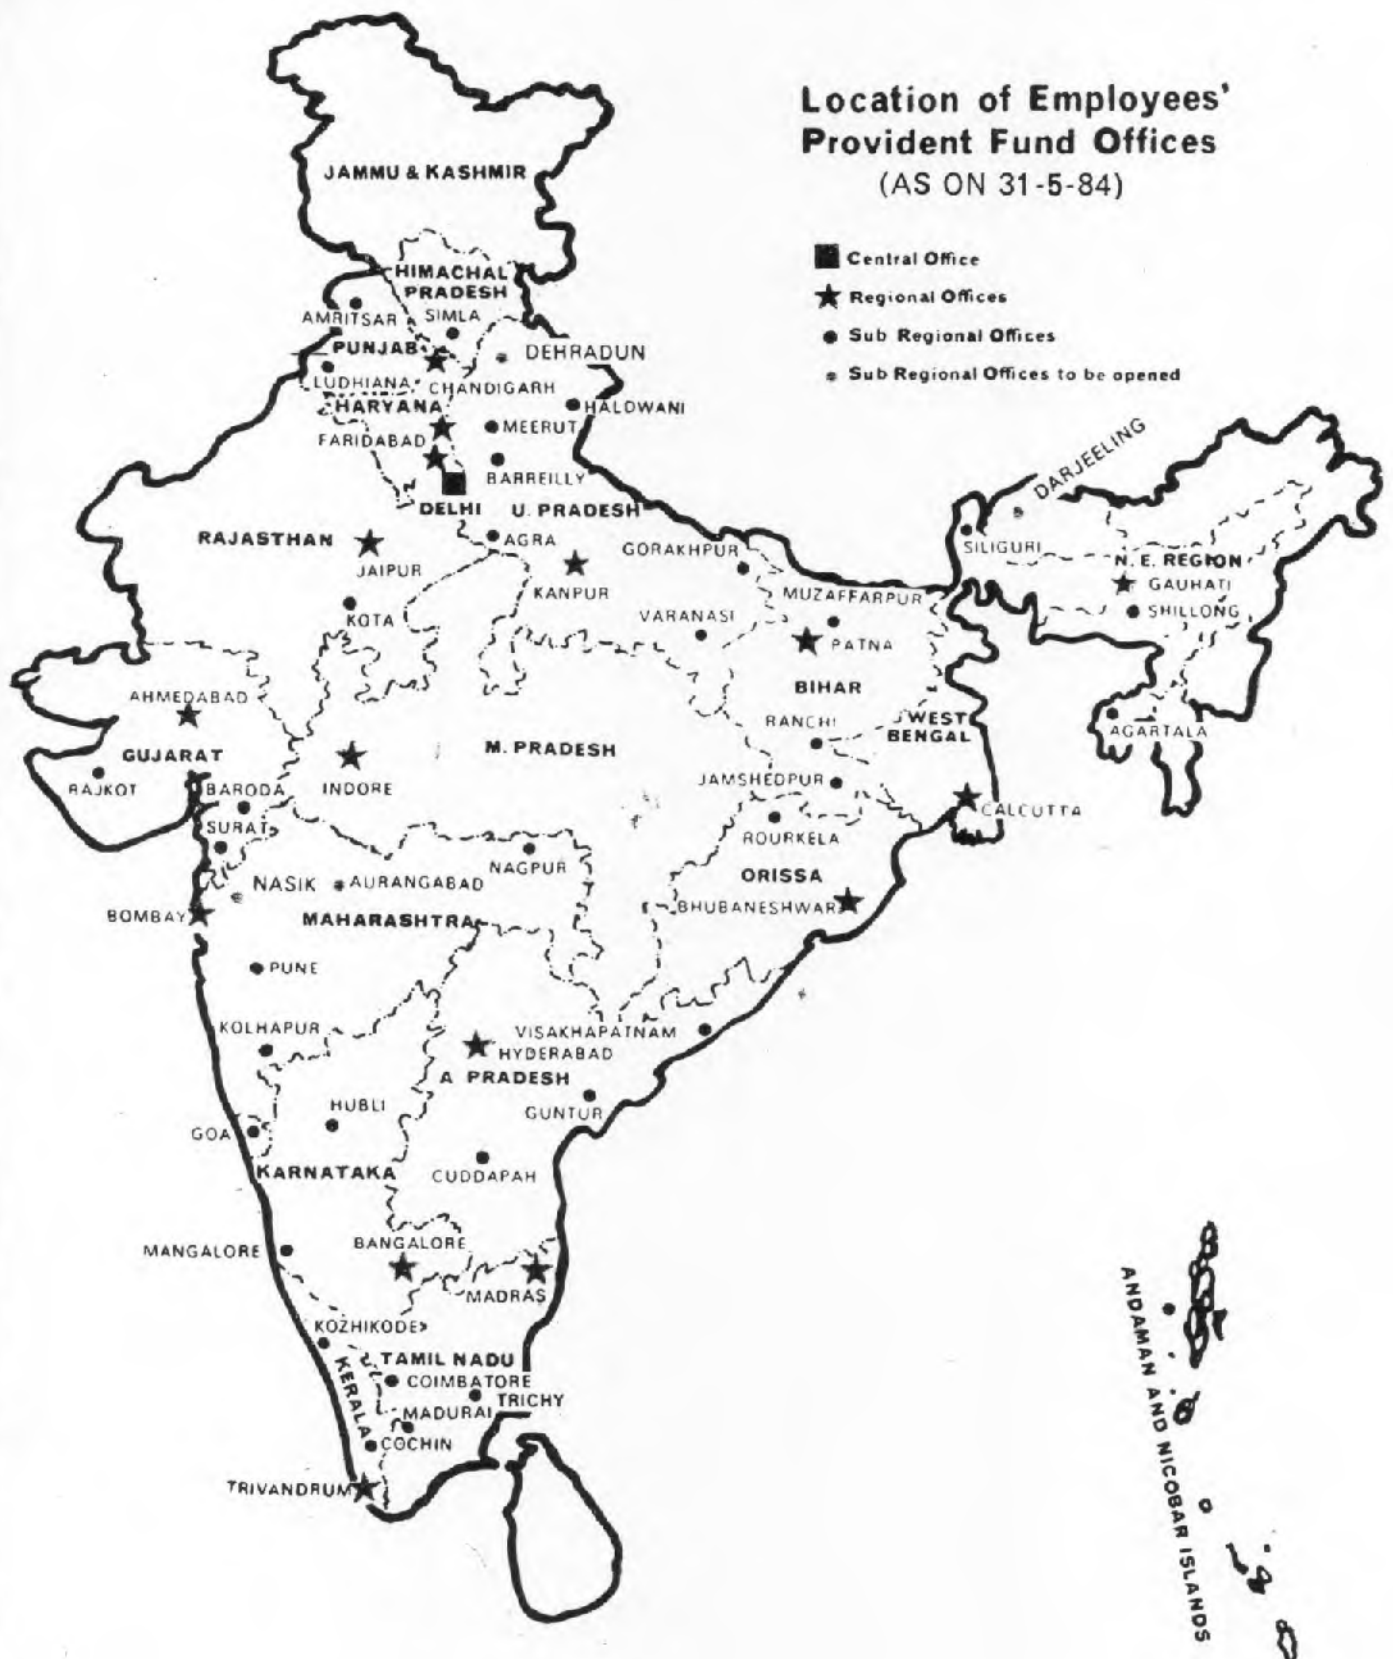 Location of Employees'
Provident Fund Offices
(AS ON 31-5-84)
Central Office
Regional Offices
Sub Regional Offices
Sub Regional Offices to be opened
JAMMU & KASHMIR
HIMACHAL
PRADESH
AMRITSAR
SIMLA
PUNJAB
DEHRADUN
LUDHIANA
CHANDIGARH
HARYANA
HALDWANI
FARIDABAD
MEERUT
BARREILLY
DELHI
U. PRADESH
DARJEELING
RAJASTHAN
AGRA
GORAKHPUR
SILIGURI
JAIPUR
KANPUR
N. E. REGION
GAUHATI
MUZAFFARPUR
SHILLONG
KOTA
VARANASI
PATNA
AHMEDABAD
BIHAR
RANCHI
WEST
BENGAL
AGARTALA
GUJARAT
M. PRADESH
RAJKOT
BARODA
INDORE
JAMSHEDPUR
CALCUTTA
SURAT
ROURKELA
NAGPUR
ORISSA
NASIK
AURANGABAD
BHUBANESHWAR
BOMBAY
MAHARASHTRA
PUNE
KOLHAPUR
VISAKHAPATNAM
HYDERABAD
A PRADESH
HUBLI
GUNTUR
GOA
KARNATAKA
CUDDAPAH
MANGALORE
BANGALORE
MADRAS
KOZHIKODE
TAMIL NADU
KERALA
COIMBATORE
TRICHY
MADURAI
COCHIN
TRIVANDRUM
ANDAMAN AND NICOBAR ISLANDS